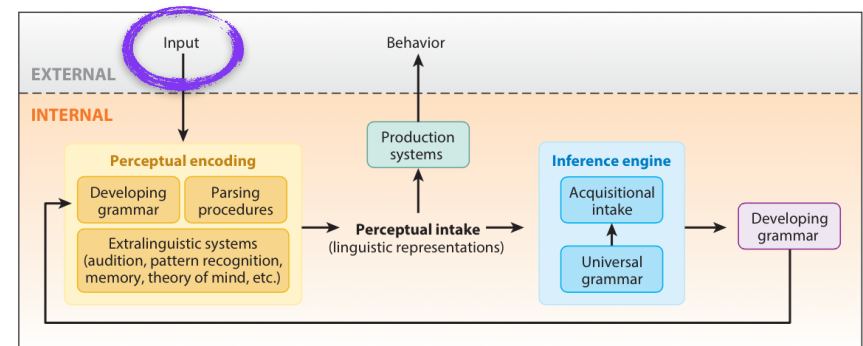 Input
Behavior
EXTERNAL
INTERNAL
Production
systems
Perceptual encoding
Developing
grammar
Parsing
procedures
Extralinguistic systems
(audition, pattern recognition,
memory, theory of mind, etc.)
Perceptual intake
(linguistic representations)
Inference engine
Acquisitional
intake
Universal
grammar
Developing
grammar